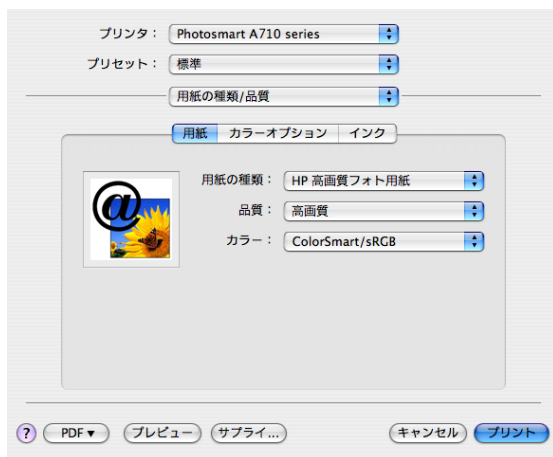 プリンタ： Photosmart A710 series
プリセット： 標準
用紙の種類/品質
用紙 カラーオプション インク
用紙の種類： HP 高画質フォト用紙
品質： 高画質
カラー： ColorSmart/sRGB
@
? PDF▼ プレビュー サプライ... キャンセル プリント